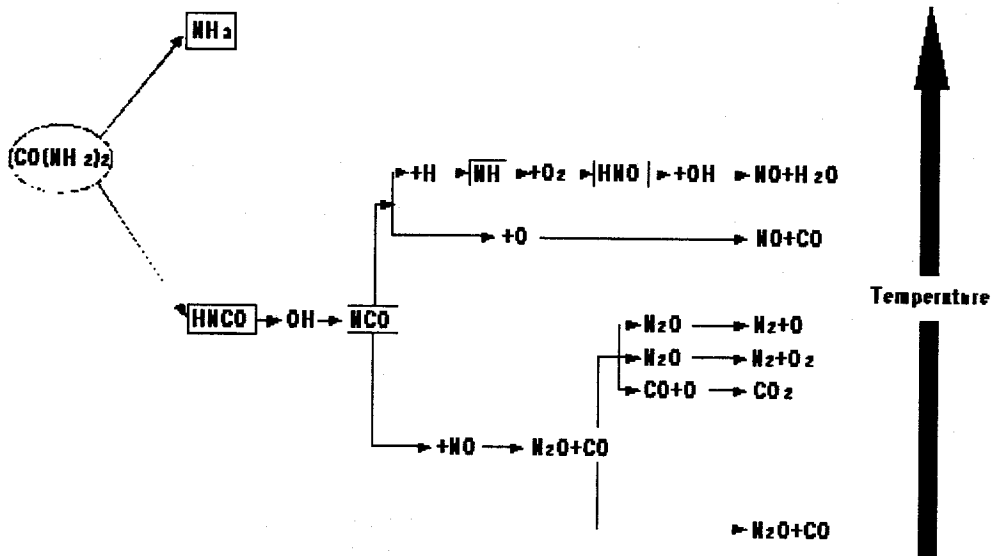 NH₃
(CO(NH₂)₂)
+H NH +O₂ HNO +OH NO+H₂O
+O NO+CO
Temperature
HNCO OH NCO
N₂O N₂+O
N₂O N₂+O₂
CO+O CO₂
+NO N₂O+CO
N₂O+CO